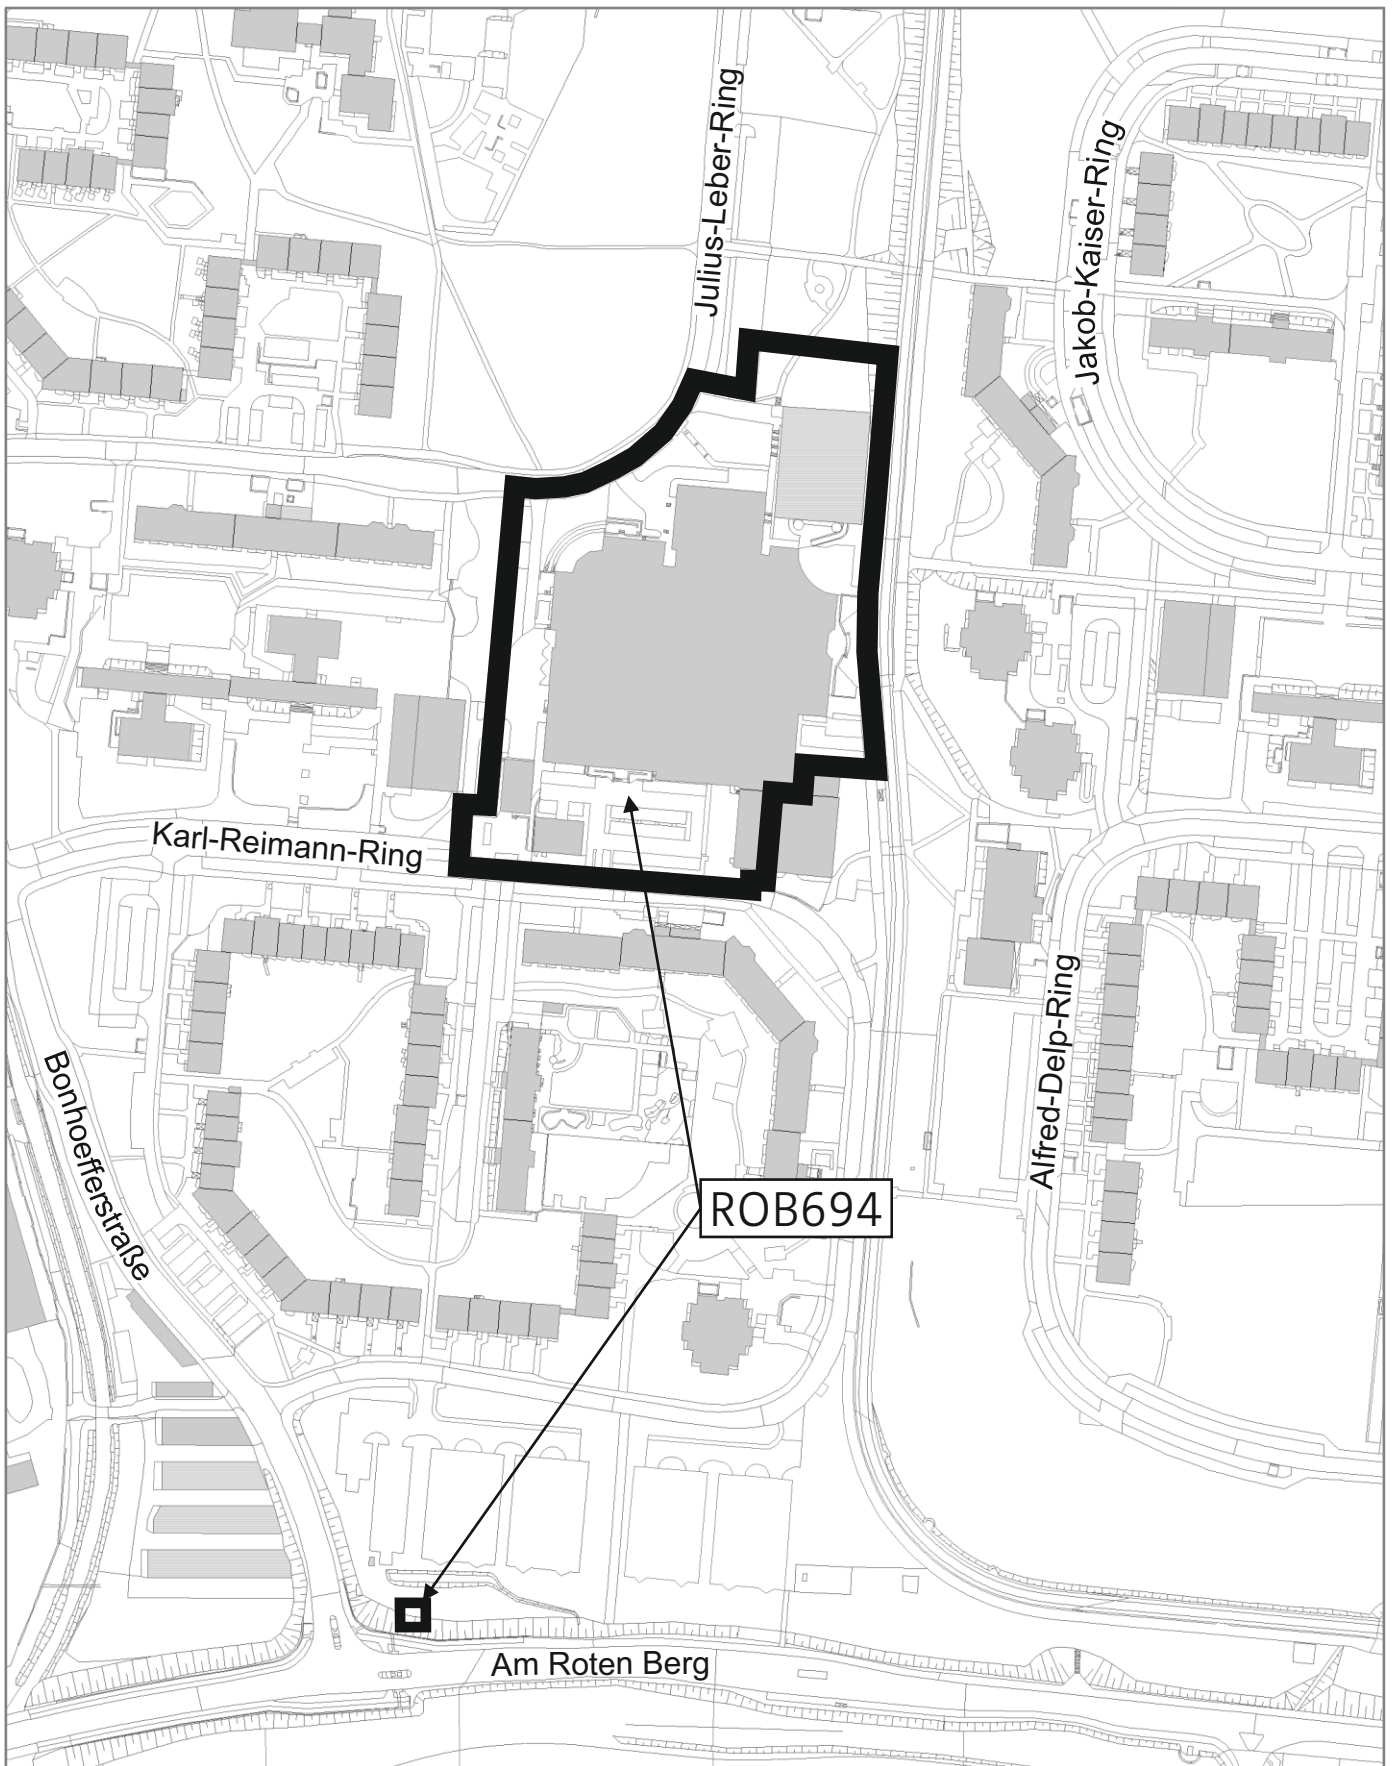 Julius-Leber-Ring
Jakob-Kaiser-Ring
Karl-Reimann-Ring
Alfred-Delp-Ring
Bonhoefferstraße
ROB694
Am Roten Berg